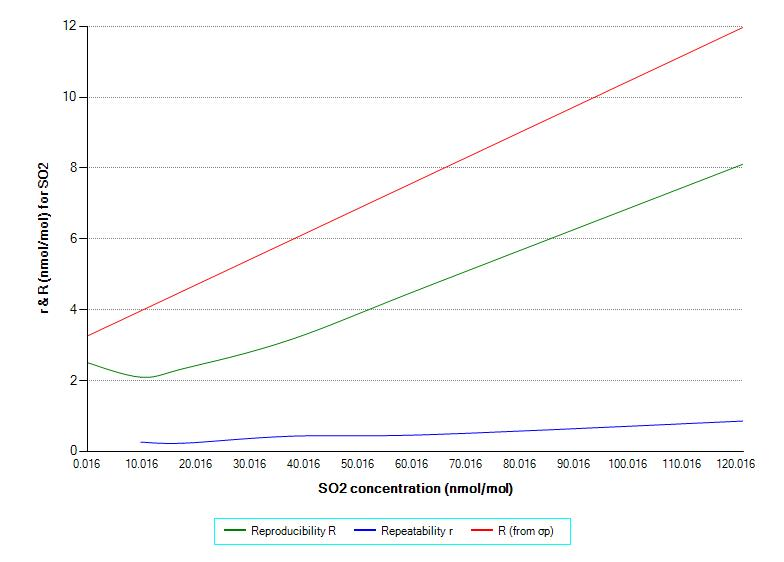 12
10
8
6
4
2
0
r & R (nmol/mol) for SO2
0.016 10.016 20.016 30.016 40.016 50.016 60.016 70.016 80.016 90.016 100.016 110.016 120.016
SO2 concentration (nmol/mol)
Reproducibility R Repeatability r R (from σp)